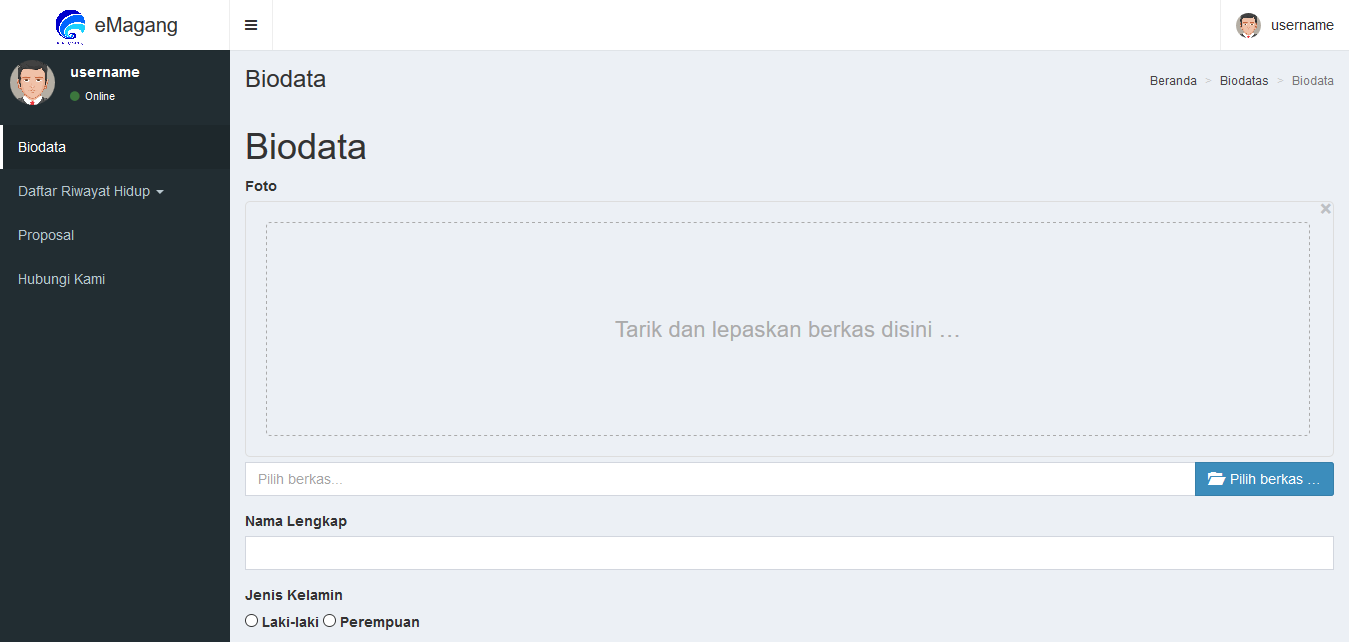 eMagang
username
username
Online
Biodata
Daftar Riwayat Hidup
Proposal
Hubungi Kami
Biodata
Beranda > Biodatas > Biodata
Biodata
Foto
×
Tarik dan lepaskan berkas disini …
Pilih berkas...
Pilih berkas …
Nama Lengkap
Jenis Kelamin
Laki-laki Perempuan